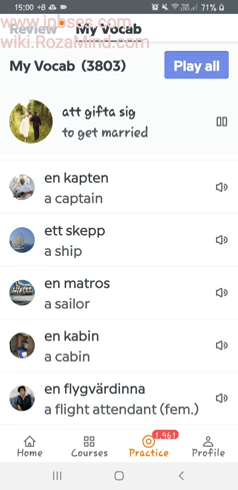 15:00 +B
71%
www.inbses.com
Review My Vocab
wiki.RozaMind.com
My Vocab (3803)
Play all
att gifta sig
to get married
en kapten
a captain
ett skepp
a ship
en matros
a sailor
en kabin
a cabin
en flygvärdinna
a flight attendant (fem.)
1,961
Home Courses Practice Profile